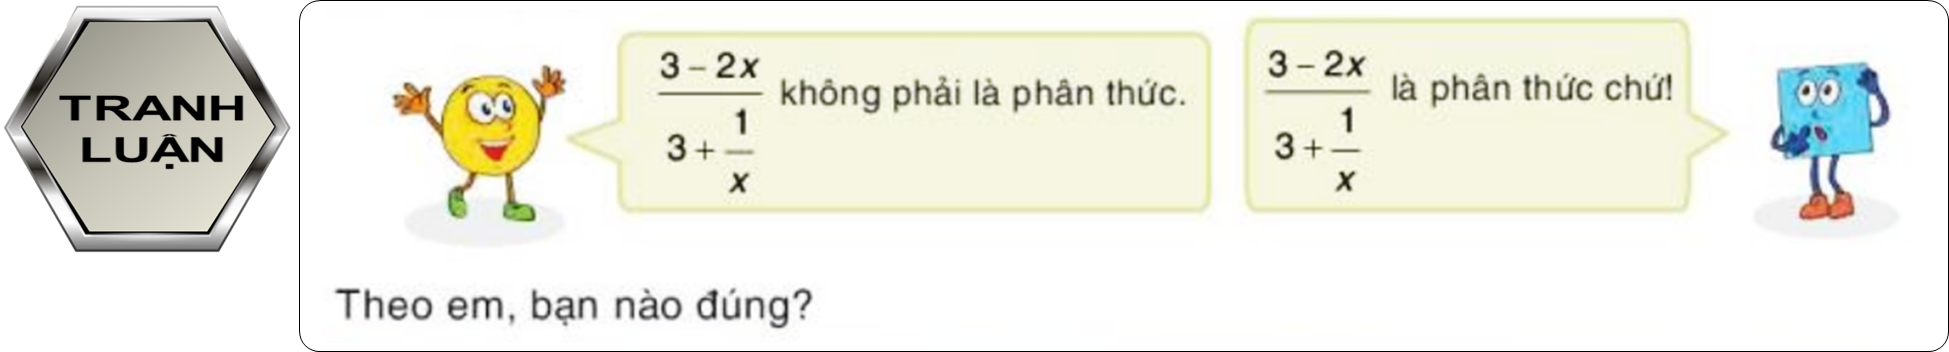 TRANH
LUẬN
3 – 2x
3 + 1/x
không phải là phân thức.
3 – 2x
3 + 1/x
là phân thức chứ!
Theo em, bạn nào đúng?